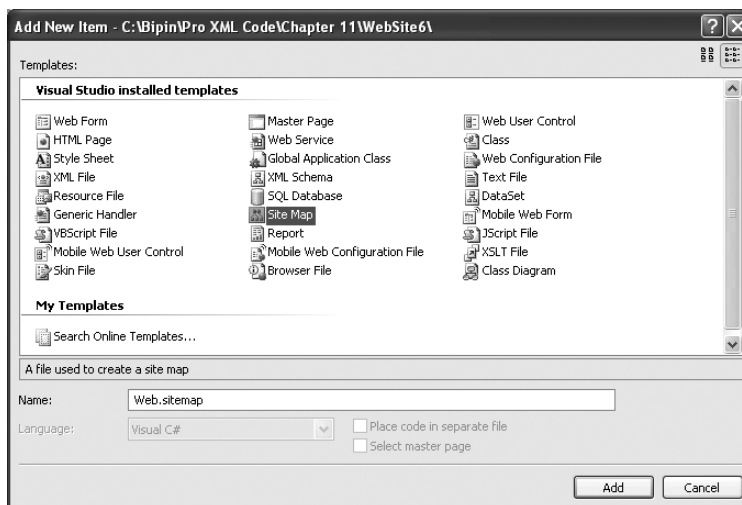 Add New Item - C:\Bipin\Pro XML Code\Chapter 11\WebSite6\
Templates:
Visual Studio installed templates
Web Form Master Page Web User Control
HTML Page Web Service Class
Style Sheet Global Application Class Web Configuration File
XML File XML Schema Text File
Resource File SQL Database DataSet
Generic Handler Site Map Mobile Web Form
VBScript File Report JScript File
Mobile Web User Control Mobile Web Configuration File XSLT File
Skin File Browser File Class Diagram
My Templates
Search Online Templates...
A file used to create a site map
Name: Web.sitemap
Language: Visual C# Place code in separate file
Select master page
Add Cancel